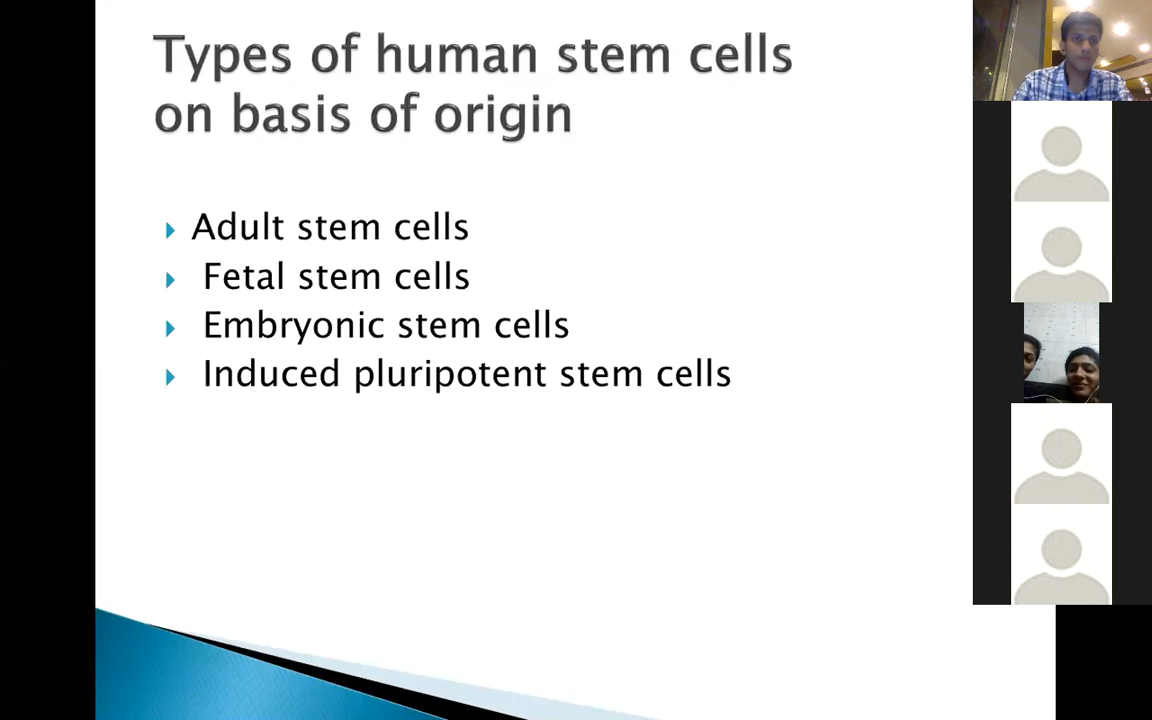 Types of human stem cells
on basis of origin
Adult stem cells
Fetal stem cells
Embryonic stem cells
Induced pluripotent stem cells